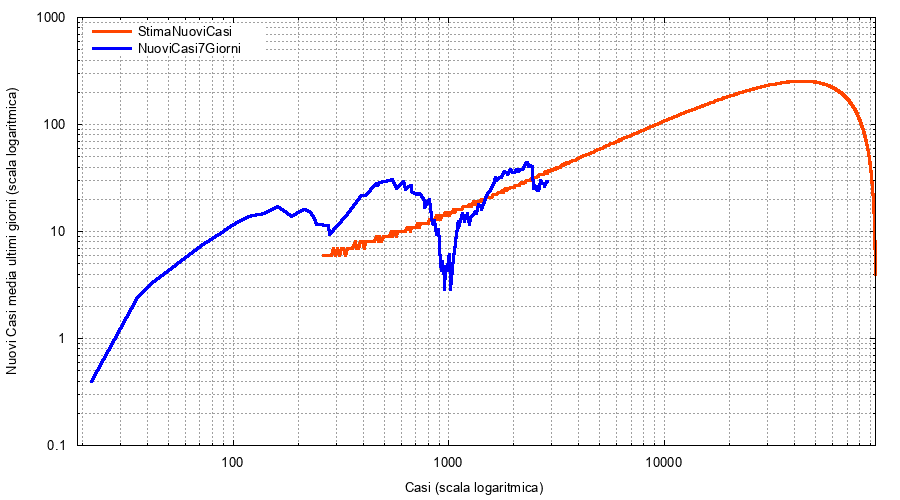 1000
StimaNuoviCasi
NuoviCasi7Giorni
100
10
1
0.1
Nuovi Casi media ultimi giorni (scala logaritmica)
100
1000
10000
Casi (scala logaritmica)